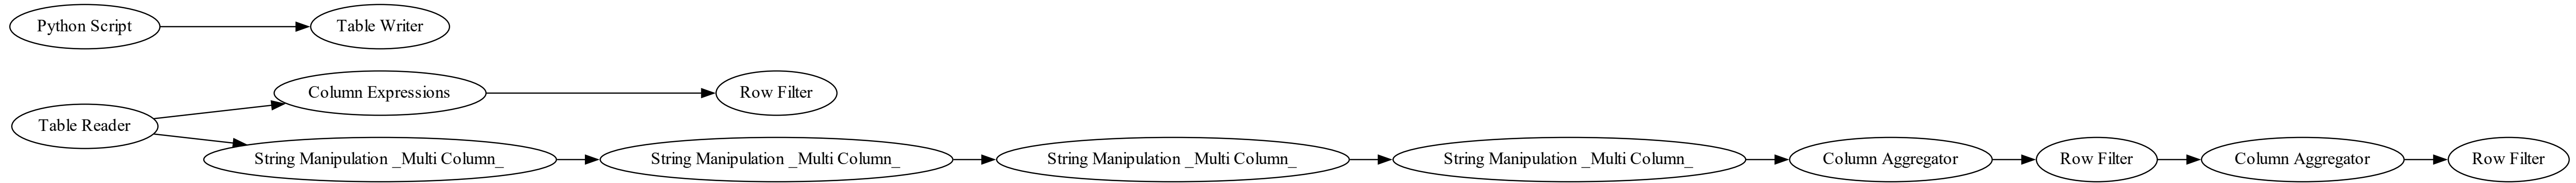 Python Script
Table Writer
Table Reader
Column Expressions
Row Filter
String Manipulation _Multi Column_
String Manipulation _Multi Column_
String Manipulation _Multi Column_
String Manipulation _Multi Column_
Column Aggregator
Row Filter
Column Aggregator
Row Filter